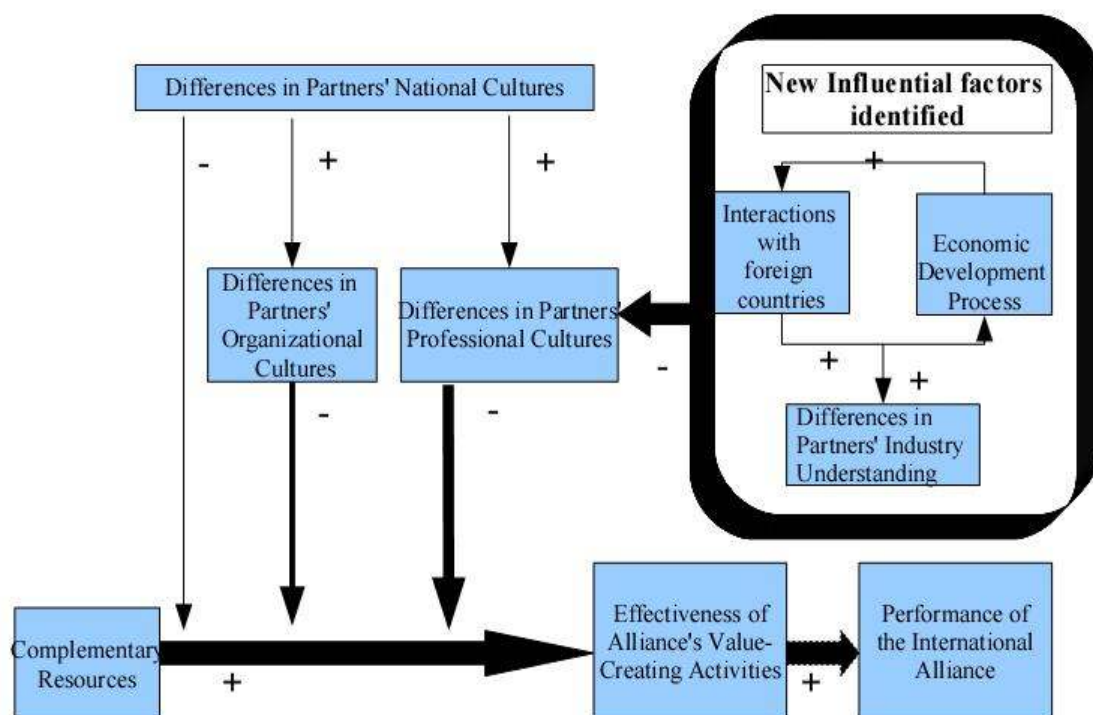 Differences in Partners' National Cultures
New Influential factors
identified
-
+
+
+
Interactions
with
foreign
countries
Economic
Development
Process
Differences in
Partners'
Organizational
Cultures
Differences in Partners'
Professional Cultures
-
+
+
-
-
Differences in
Partners' Industry
Understanding
Complementary
Resources
+
Effectiveness of
Alliance's Value-
Creating Activities
+
Performance of
the International
Alliance